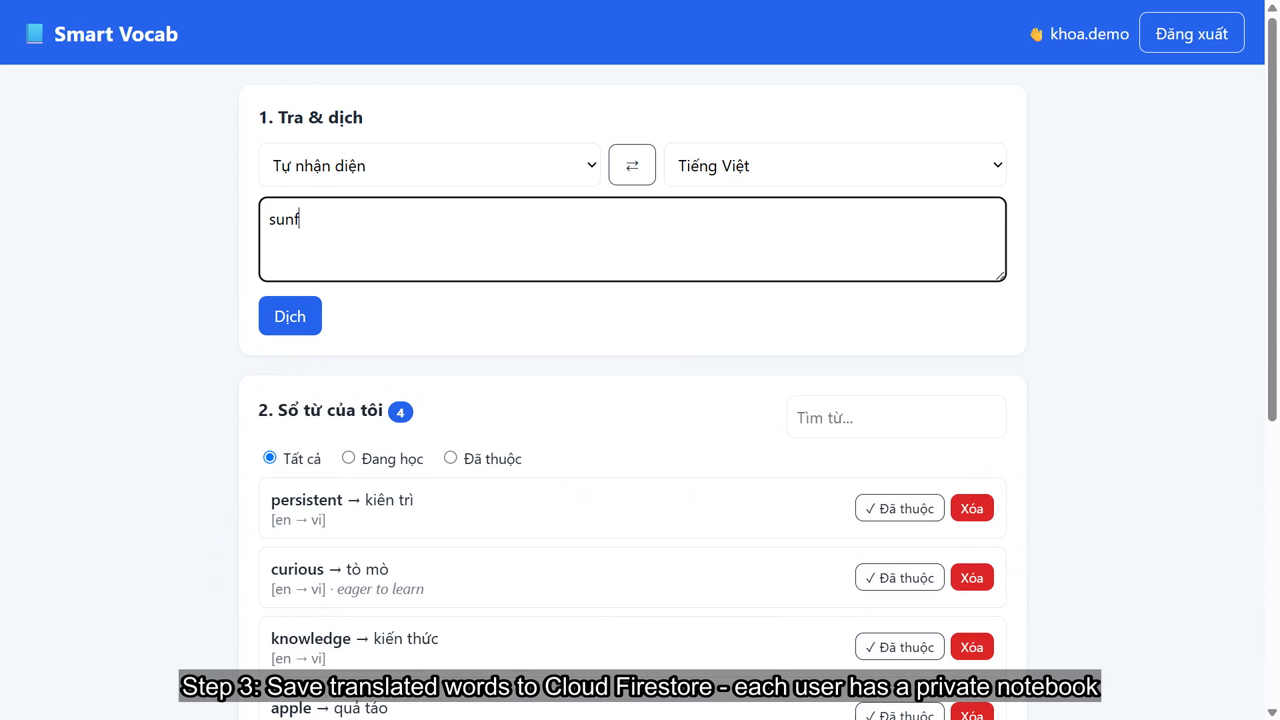 📘 Smart Vocab
👋 khoa.demo Đăng xuất
1. Tra & dịch
Tự nhận diện ⇄ Tiếng Việt
sunf
Dịch
2. Sổ từ của tôi 4 Tìm từ...
Tất cả Đang học Đã thuộc
persistent → kiên trì
[en → vi]
✓ Đã thuộc Xóa
curious → tò mò
[en → vi] · eager to learn
✓ Đã thuộc Xóa
knowledge → kiến thức
[en → vi]
✓ Đã thuộc Xóa
Step 3: Save translated words to Cloud Firestore - each user has a private notebook
apple → quả táo
✓ Đã thuộc Xóa